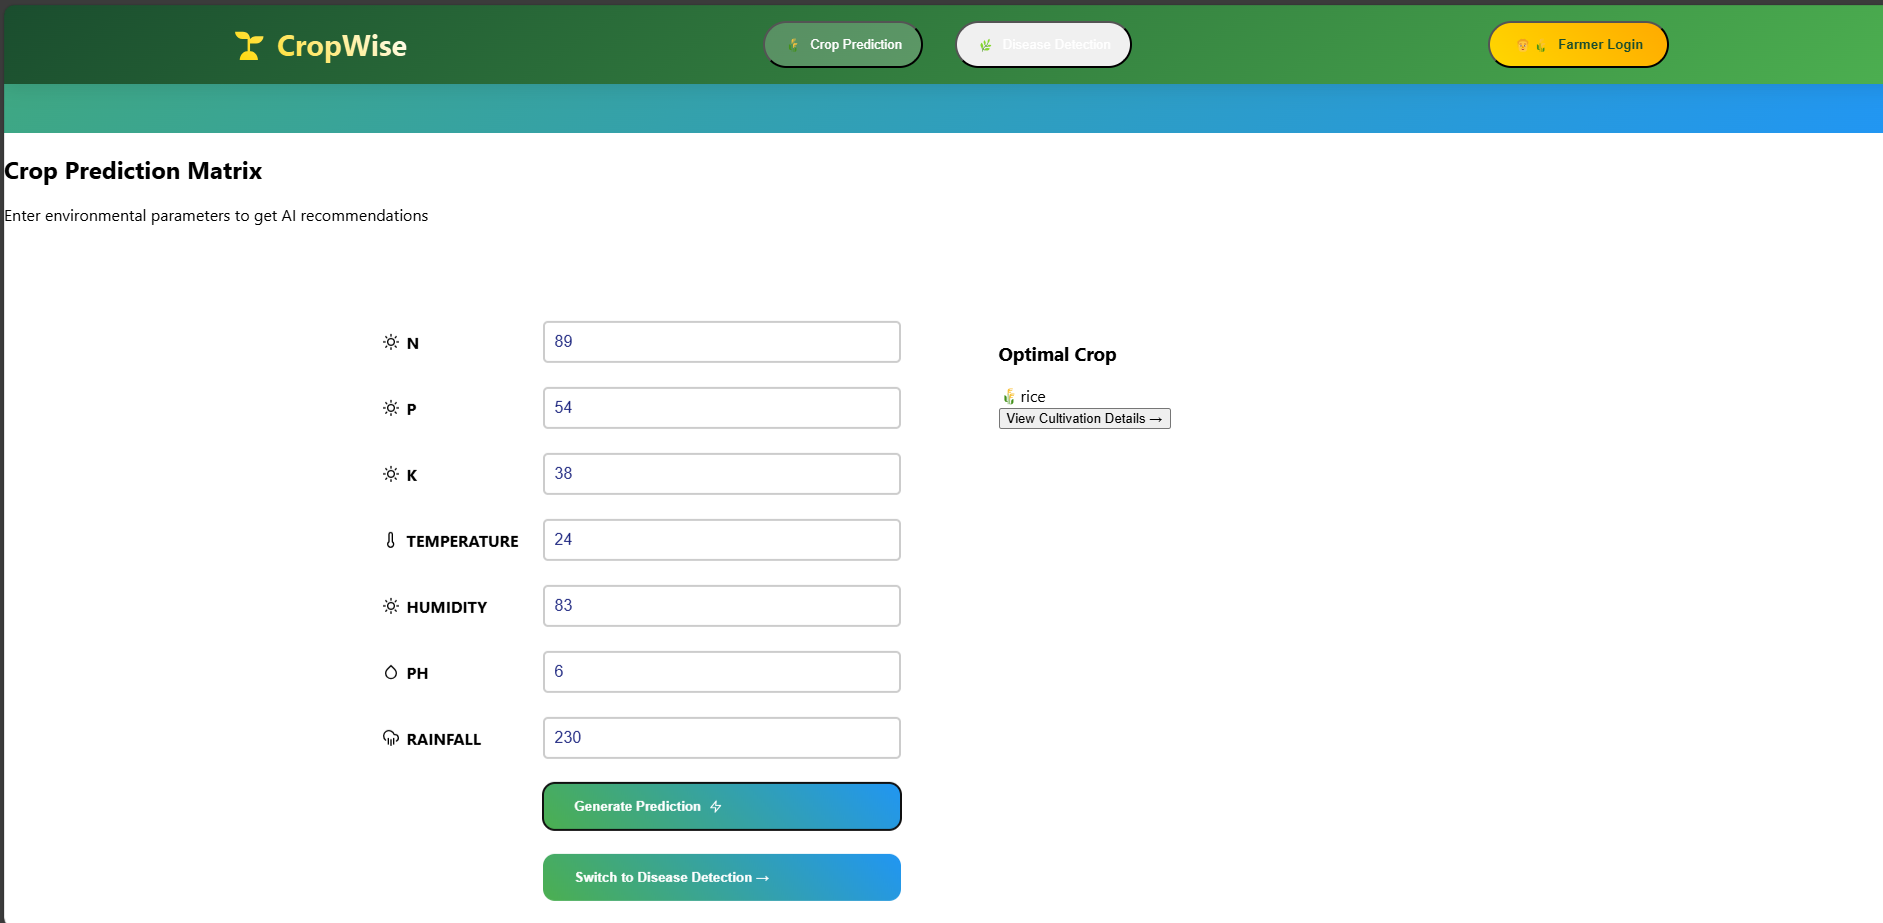 CropWise
Crop Prediction
Disease Detection
Farmer Login
Crop Prediction Matrix
Enter environmental parameters to get AI recommendations
N 89
P 54
K 38
TEMPERATURE 24
HUMIDITY 83
PH 6
RAINFALL 230
Generate Prediction
Switch to Disease Detection →
Optimal Crop
rice
View Cultivation Details →